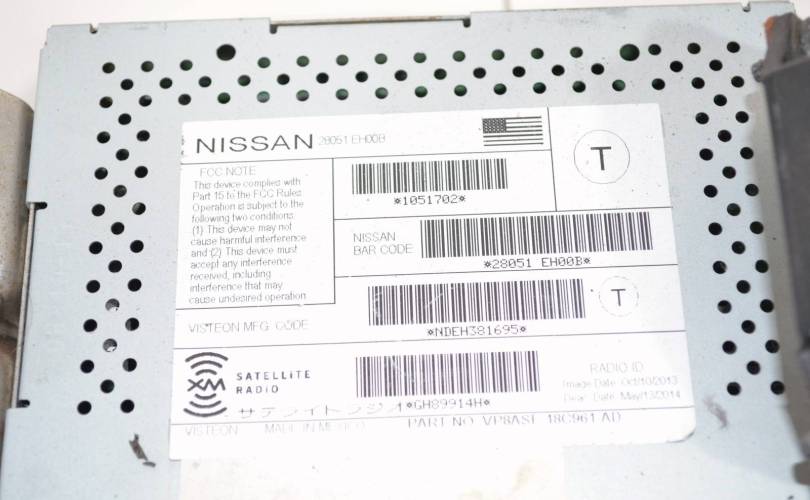 NISSAN 28051 EH00B
T
FCC NOTE
This device complies with
Part 15 to the FCC Rules
Operation is subject to the
following two conditions
(1) This device may not
cause harmful interference
and (2) This device must
accept any interference
received, including
interference that may
cause undesired operation
*1051702*
NISSAN
BAR CODE
*28051 EH00B*
VISTEON MFG. CODE
*NDEH381695*
T
XM SATELLITE
RADIO
サテライトラジオ
*GH89914H*
RADIO ID
Image Date: Oct/10/2013
Date: May/13/2014
VISTEON MADE IN MEXICO PART NO. 18C961 AD